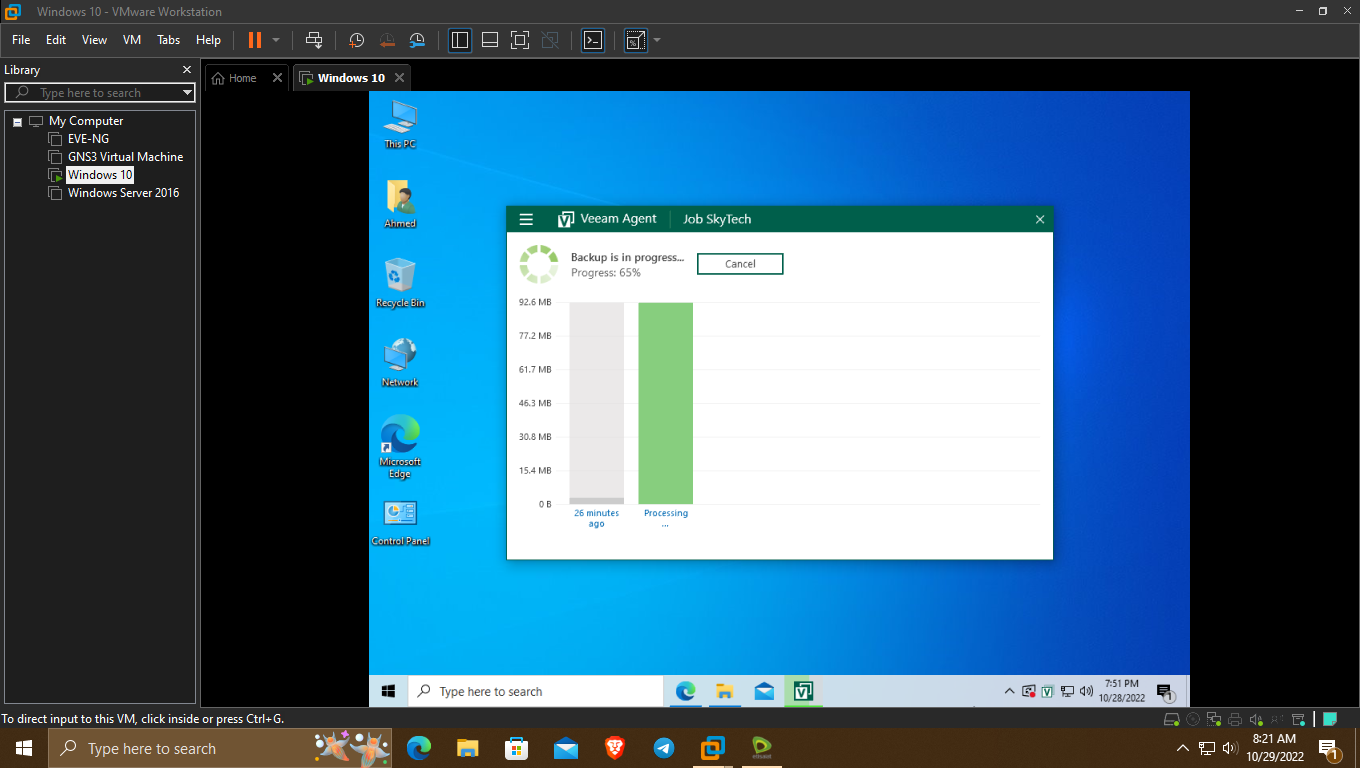 Windows 10 - VMware Workstation
File Edit View VM Tabs Help
Library
Type here to search
My Computer
EVE-NG
GNS3 Virtual Machine
Windows 10
Windows Server 2016
Home
Windows 10
This PC
Ahmed
Recycle Bin
Network
Microsoft
Edge
Control Panel
Veeam Agent
Job SkyTech
Backup is in progress...
Progress: 65%
Cancel
92.6 MB
77.2 MB
61.7 MB
46.3 MB
30.8 MB
15.4 MB
0 B
26 minutes
ago
Processing
...
Type here to search
7:51 PM
10/28/2022
1
To direct input to this VM, click inside or press Ctrl+G.
Type here to search
8:21 AM
10/29/2022
1